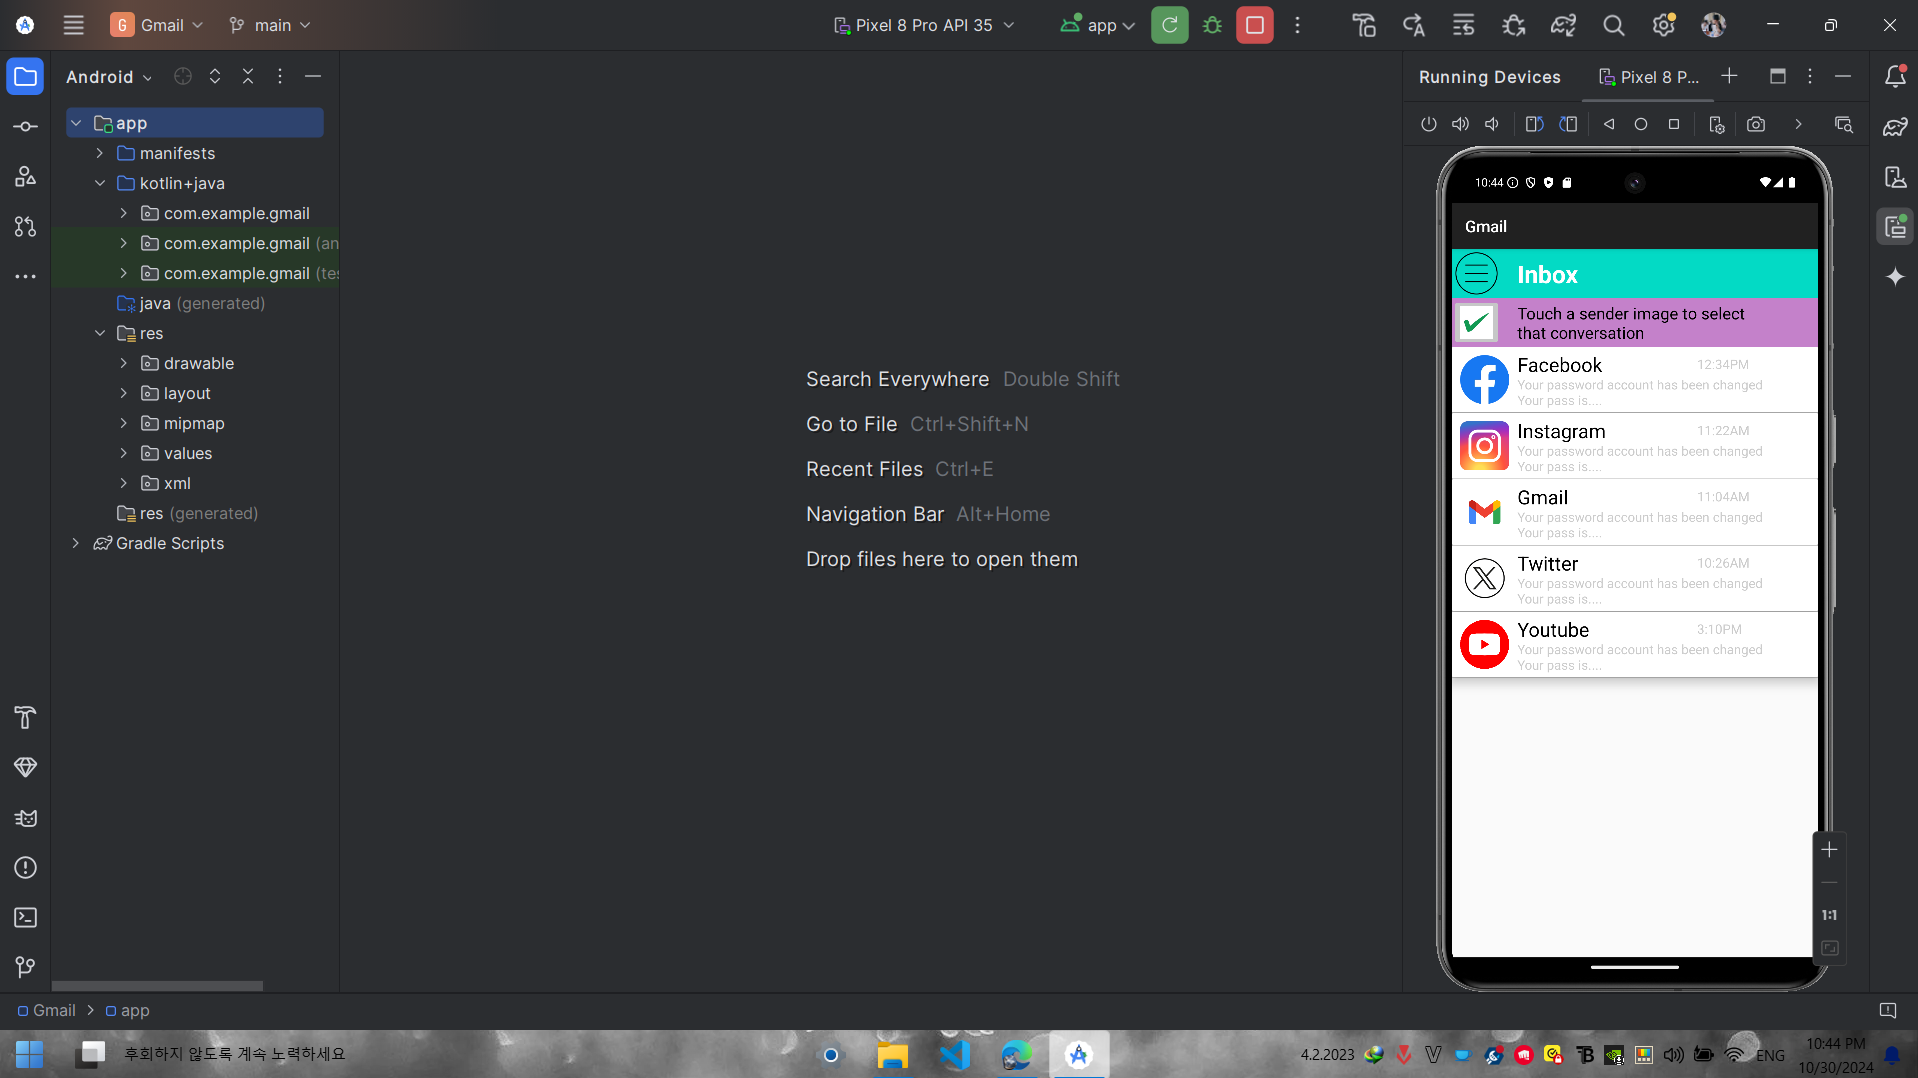 G Gmail main Pixel 8 Pro API 35 app
Android
app
manifests
kotlin+java
com.example.gmail
com.example.gmail (an
com.example.gmail (tes
java (generated)
res
drawable
layout
mipmap
values
xml
res (generated)
Gradle Scripts
Search Everywhere Double Shift
Go to File Ctrl+Shift+N
Recent Files Ctrl+E
Navigation Bar Alt+Home
Drop files here to open them
Running Devices Pixel 8 P...
10:44
Gmail
Inbox
Touch a sender image to select
that conversation
Facebook 12:34PM
Your password account has been changed
Your pass is....
Instagram 11:22AM
Your password account has been changed
Your pass is....
Gmail 11:04AM
Your password account has been changed
Your pass is....
Twitter 10:26AM
Your password account has been changed
Your pass is....
Youtube 3:10PM
Your password account has been changed
Your pass is....
1:1
Gmail > app
후회하지 않도록 계속 노력하세요
4.2.2023
ENG
10:44 PM
10/30/2024